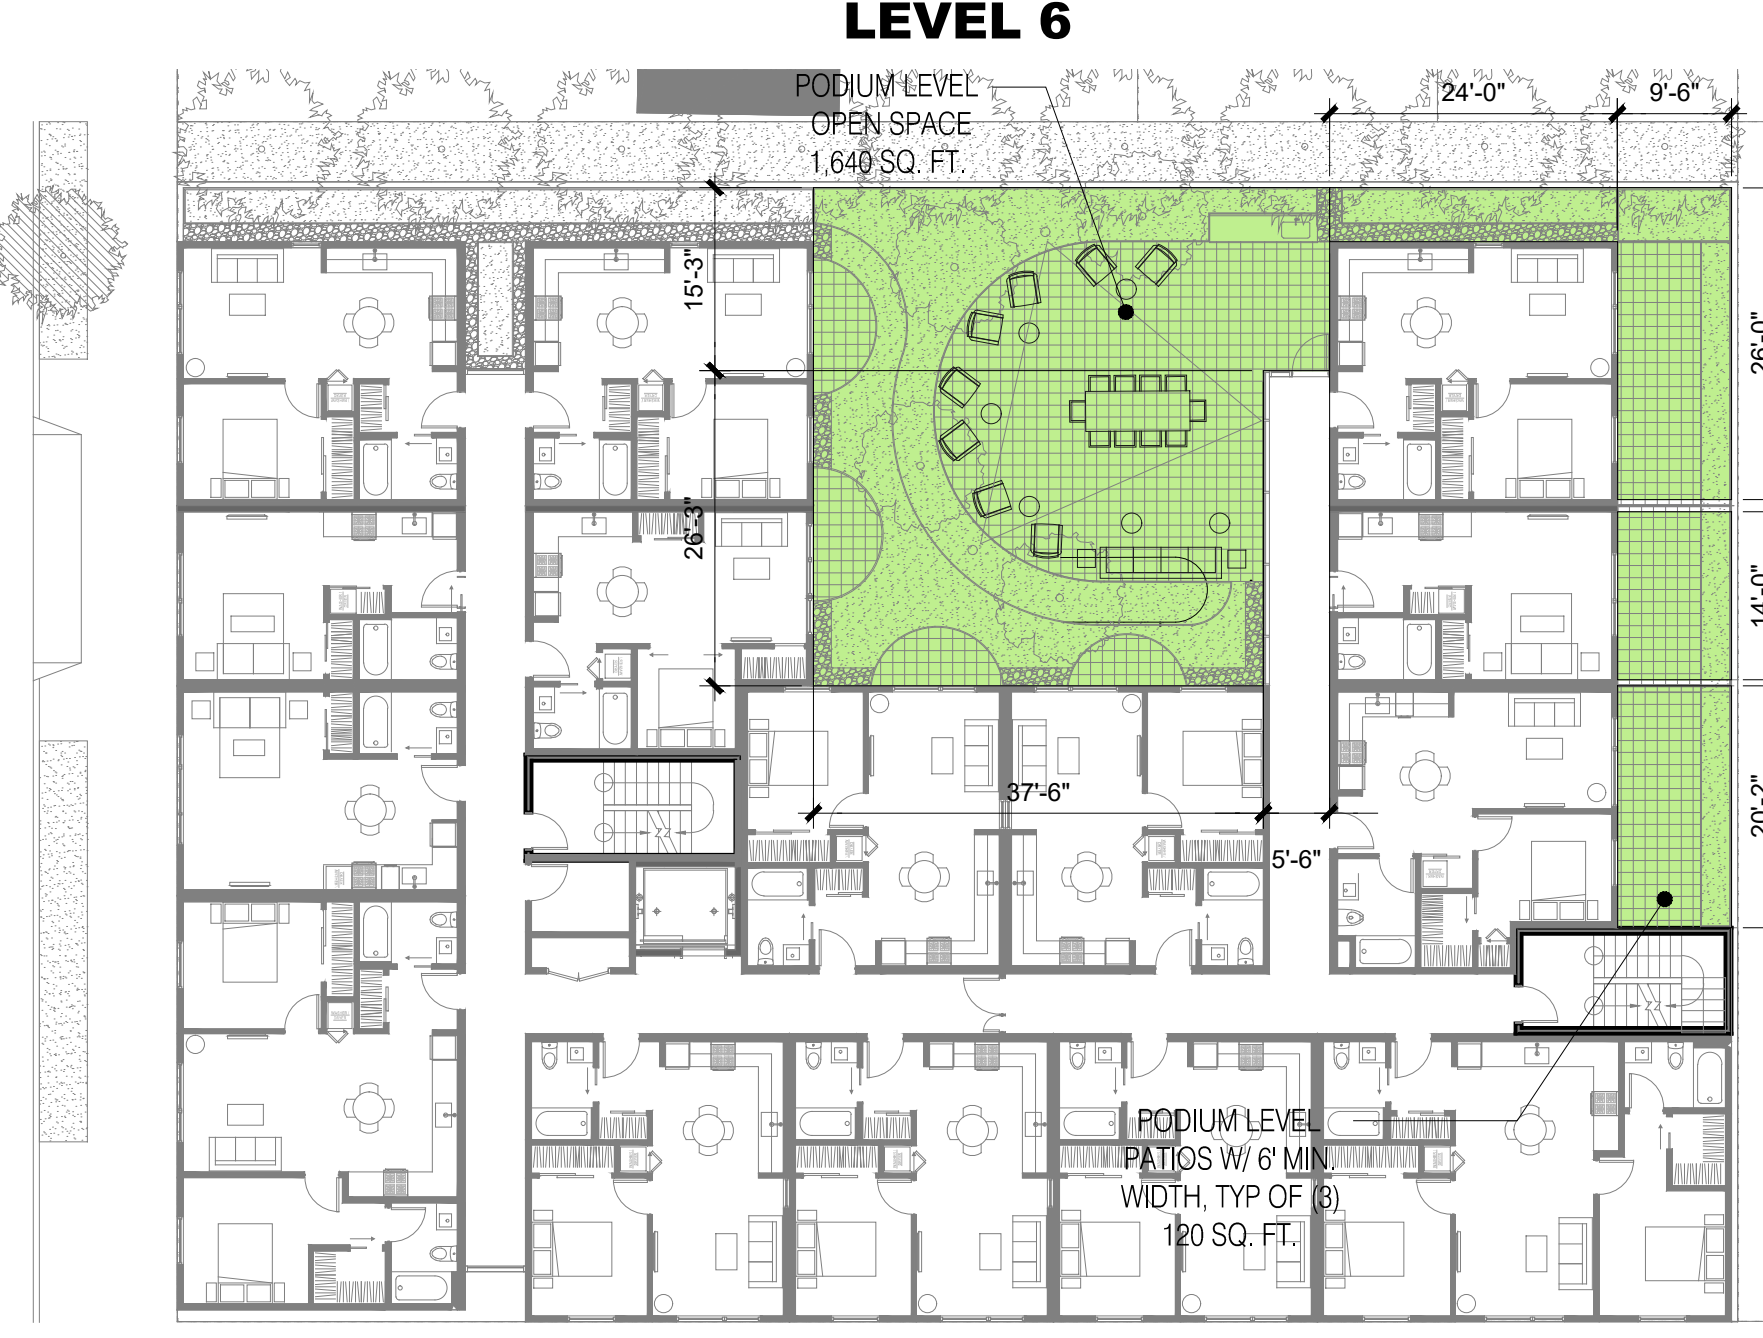 LEVEL 6
PODIUM LEVEL
OPEN SPACE
1,640 SQ. FT.
24'-0"
9'-6"
15'-3"
26'-0"
26'-3"
14'-0"
37'-6"
20'-2"
5'-6"
PODIUM LEVEL
PATIOS W/ 6' MIN.
WIDTH, TYP OF (3)
120 SQ. FT.